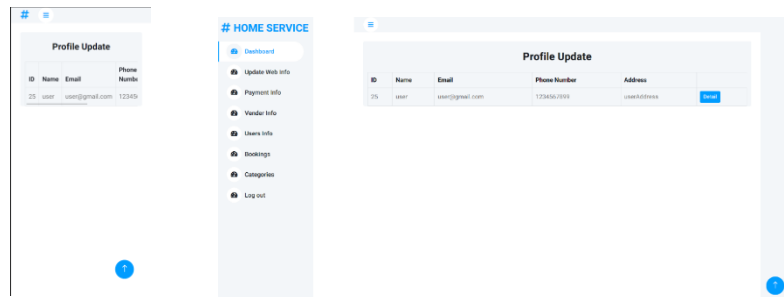 #
Profile Update
ID Name Email Phone Numbe
25 user user@gmail.com 12345
# HOME SERVICE
Dashboard
Update Web Info
Payment info
Vendar Info
Users Info
Bookings
Categories
Log out
Profile Update
ID Name Email Phone Number Address
25 user user@gmail.com userAddress Detail